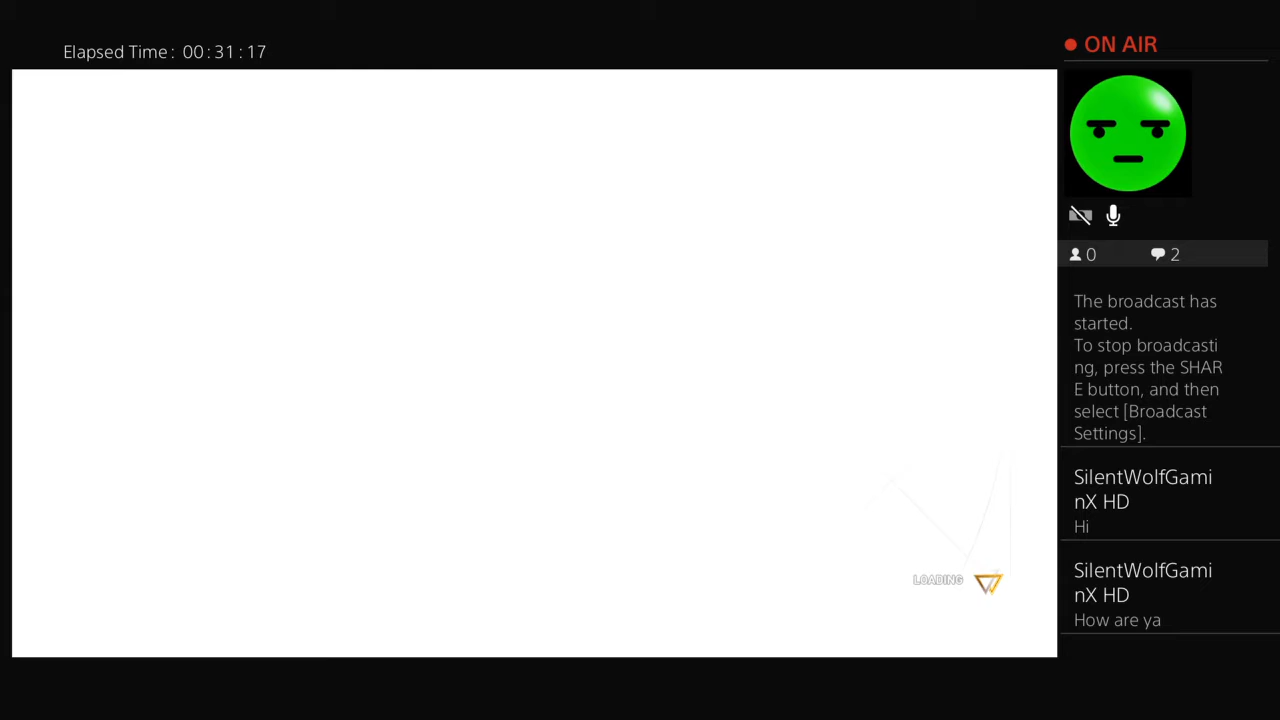 Elapsed Time: 00:31:17
ON AIR
0 2
The broadcast has
started.
To stop broadcasti
ng, press the SHAR
E button, and then
select [Broadcast
Settings].
SilentWolfGami
nX HD
Hi
SilentWolfGami
nX HD
How are ya
LOADING